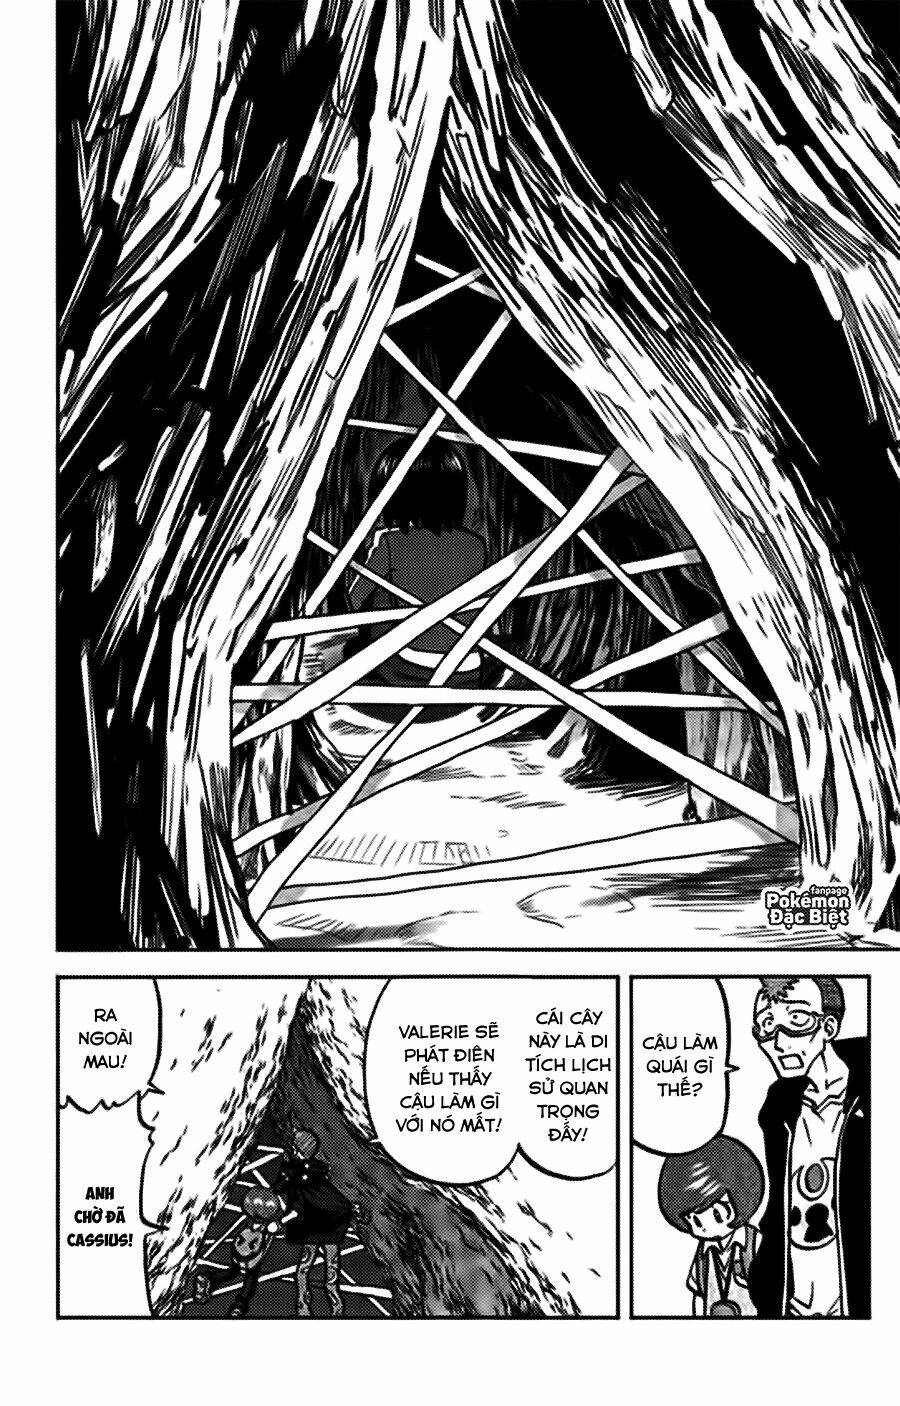 fanpage
Pokémon
Đặc Biệt
CẬU LÀM
QUÁI GÌ
THẾ?
CÁI CÂY
NÀY LÀ DI
TÍCH LỊCH
SỬ QUAN
TRỌNG
ĐẤY!
VALERIE SẼ
PHÁT ĐIÊN
NẾU THẤY
CẬU LÀM GÌ
VỚI NÓ MẤT!
RA
NGOÀI
MAU!
ANH
CHỜ ĐÃ
CASSIUS!